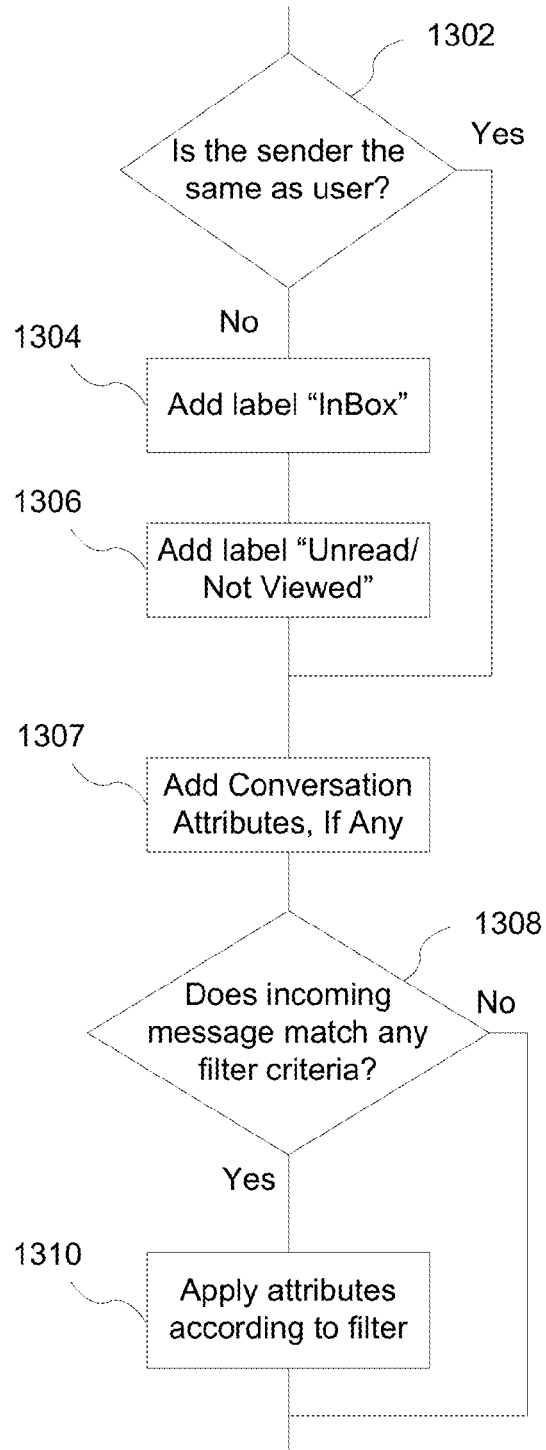 1302
Is the sender the
same as user?
Yes
No
1304
Add label “InBox”
1306
Add label “Unread/
Not Viewed”
1307
Add Conversation
Attributes, If Any
1308
Does incoming
message match any
filter criteria?
No
Yes
1310
Apply attributes
according to filter